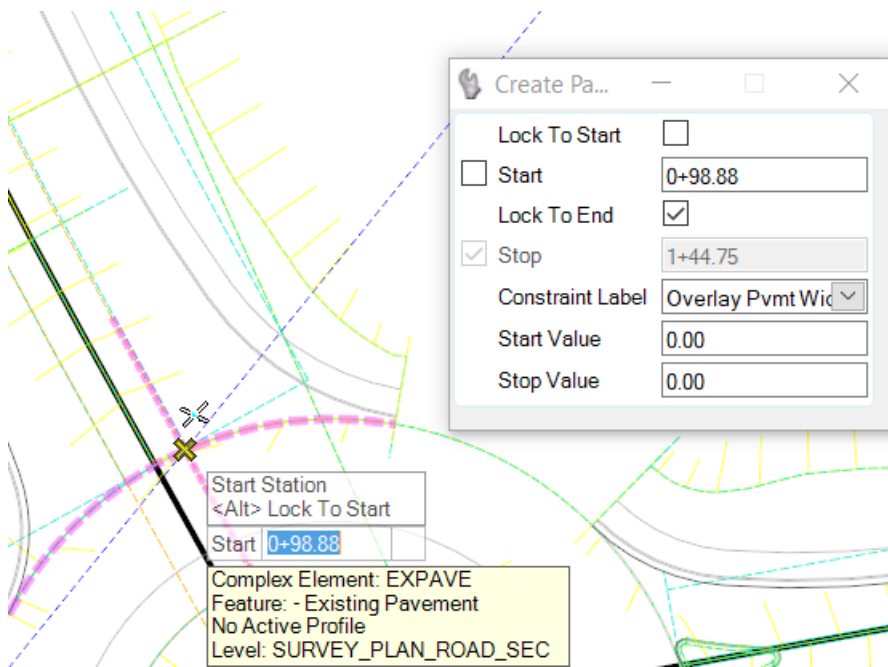 Create Pa...
Lock To Start
Start 0+98.88
Lock To End
Stop 1+44.75
Constraint Label Overlay Pvmt Wid
Start Value 0.00
Stop Value 0.00
Start Station
<Alt> Lock To Start
Start 0+98.88
Complex Element: EXPAVE
Feature: - Existing Pavement
No Active Profile
Level: SURVEY_PLAN_ROAD_SEC